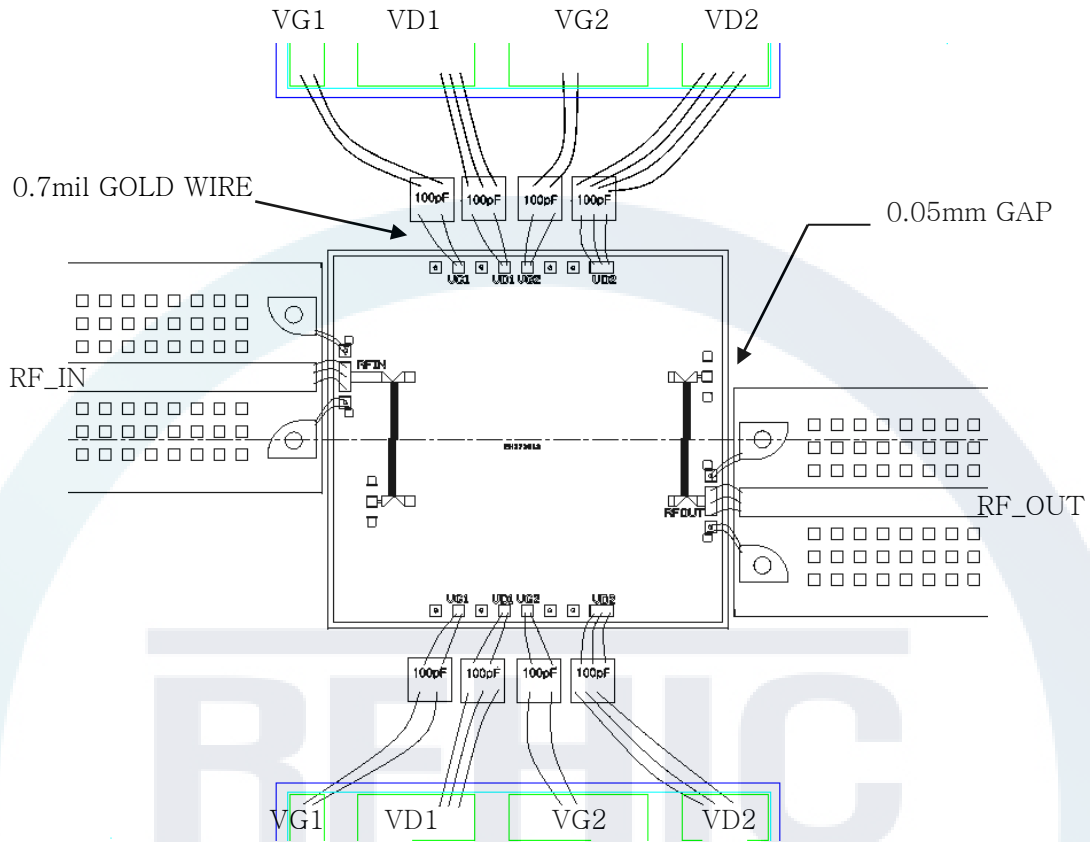 VG1 VD1 VG2 VD2
0.7mil GOLD WIRE
100pF 100pF 100pF 100pF
0.05mm GAP
VG1 VD1 VG2 VD2
RF_IN
RFIN
RFOUT
RF_OUT
VG1 VD1 VG2 VD2
100pF 100pF 100pF 100pF
RFHIC
VG1 VD1 VG2 VD2